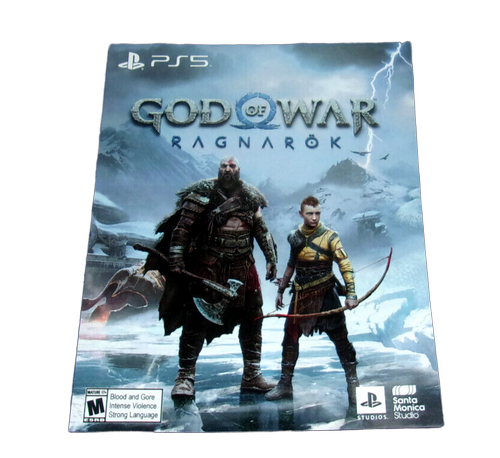 PS5
GOD OF WAR
RAGNARÖK
MATURE 17+
M
ESRB
Blood and Gore
Intense Violence
Strong Language
STUDIOS
Santa
Monica
Studio